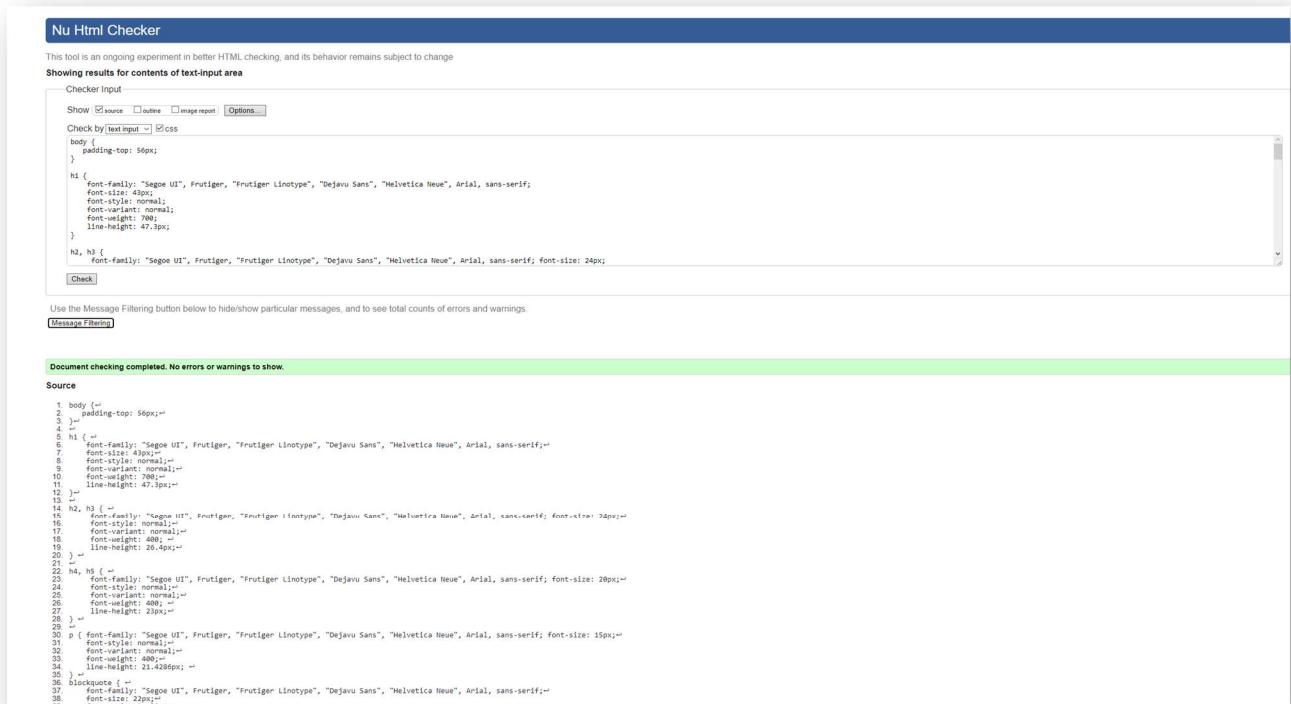 Nu Html Checker
This tool is an ongoing experiment in better HTML checking, and its behavior remains subject to change
Showing results for contents of text-input area
Checker Input
Show source outline image report Options...
Check by text input css
body {
padding-top: 56px;
}
h1 {
font-family: "Segoe UI", Frutiger, "Frutiger Linotype", "Dejavu Sans", "Helvetica Neue", Arial, sans-serif;
font-size: 43px;
font-style: normal;
font-variant: normal;
font-weight: 700;
line-height: 47.3px;
}
h2, h3 {
font-family: "Segoe UI", Frutiger, "Frutiger Linotype", "Dejavu Sans", "Helvetica Neue", Arial, sans-serif; font-size: 24px;
Check
Use the Message Filtering button below to hide/show particular messages, and to see total counts of errors and warnings.
Message Filtering
Document checking completed. No errors or warnings to show.
Source
1. body {↩
2. padding-top: 56px;↩
3. }↩
4. ↩
5. h1 { ↩
6. font-family: "Segoe UI", Frutiger, "Frutiger Linotype", "Dejavu Sans", "Helvetica Neue", Arial, sans-serif;↩
7. font-size: 43px;↩
8. font-style: normal;↩
9. font-variant: normal;↩
10. font-weight: 700;↩
11. line-height: 47.3px;↩
12. }↩
13. ↩
14. h2, h3 { ↩
15. font-family: "Segoe UI", Frutiger, "Frutiger Linotype", "Dejavu Sans", "Helvetica Neue", Arial, sans-serif; font-size: 24px;↩
16. font-style: normal;↩
17. font-variant: normal;↩
18. font-weight: 400; ↩
19. line-height: 26.4px;↩
20. } ↩
21. ↩
22. h4, h5 { ↩
23. font-family: "Segoe UI", Frutiger, "Frutiger Linotype", "Dejavu Sans", "Helvetica Neue", Arial, sans-serif; font-size: 20px;↩
24. font-style: normal;↩
25. font-variant: normal;↩
26. font-weight: 400; ↩
27. line-height: 23px;↩
28. } ↩
29. ↩
30. p { font-family: "Segoe UI", Frutiger, "Frutiger Linotype", "Dejavu Sans", "Helvetica Neue", Arial, sans-serif; font-size: 15px;↩
31. font-style: normal;↩
32. font-variant: normal;↩
33. font-weight: 400;↩
34. line-height: 21.4286px; ↩
35. } ↩
36. blockquote { ↩
37. font-family: "Segoe UI", Frutiger, "Frutiger Linotype", "Dejavu Sans", "Helvetica Neue", Arial, sans-serif;↩
38. font-size: 22px;↩